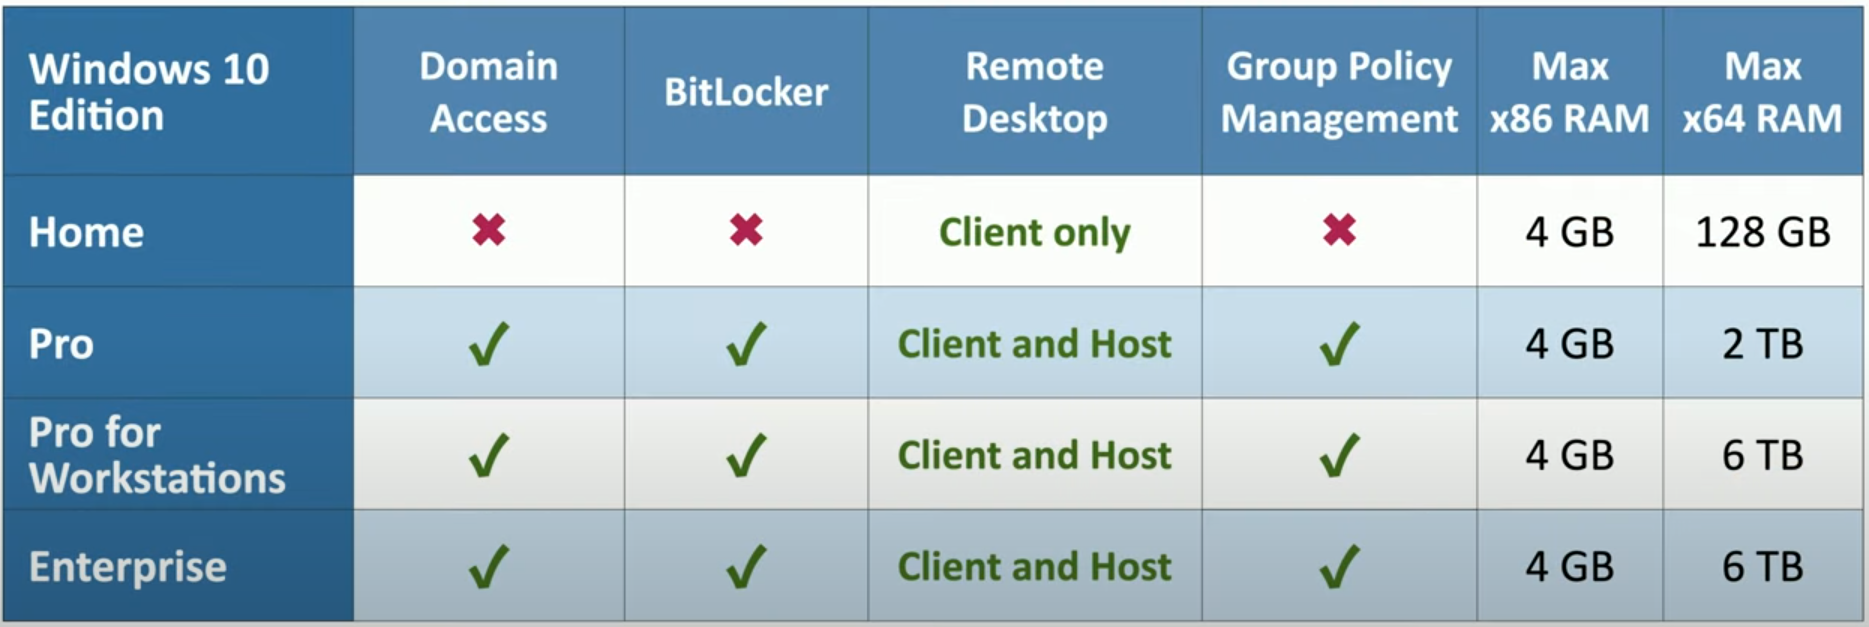 Windows 10 Edition | Domain Access | BitLocker | Remote Desktop | Group Policy Management | Max x86 RAM | Max x64 RAM
Home | ✖ | ✖ | Client only | ✖ | 4 GB | 128 GB
Pro | ✓ | ✓ | Client and Host | ✓ | 4 GB | 2 TB
Pro for Workstations | ✓ | ✓ | Client and Host | ✓ | 4 GB | 6 TB
Enterprise | ✓ | ✓ | Client and Host | ✓ | 4 GB | 6 TB